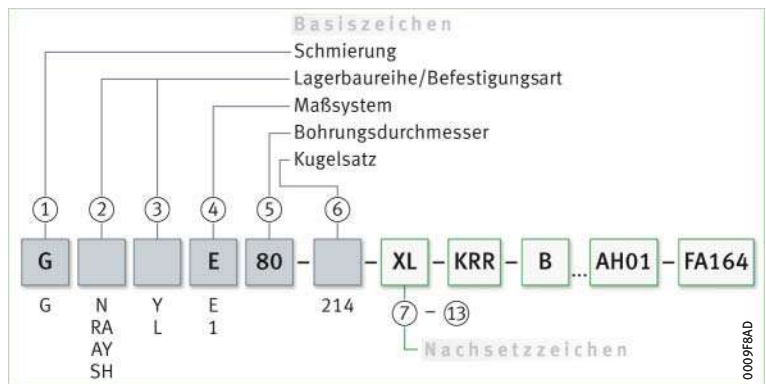 Basiszeichen
Schmierung
Lagerbaureihe/Befestigungsart
Maßsystem
Bohrungsdurchmesser
Kugelsatz
1 2 3 4 5 6
G E 80 – – XL – KRR – B ... AH01 – FA164
G N Y E 214 7 – 13
RA L 1
AY
SH
Nachsetzzeichen
0009F8AD